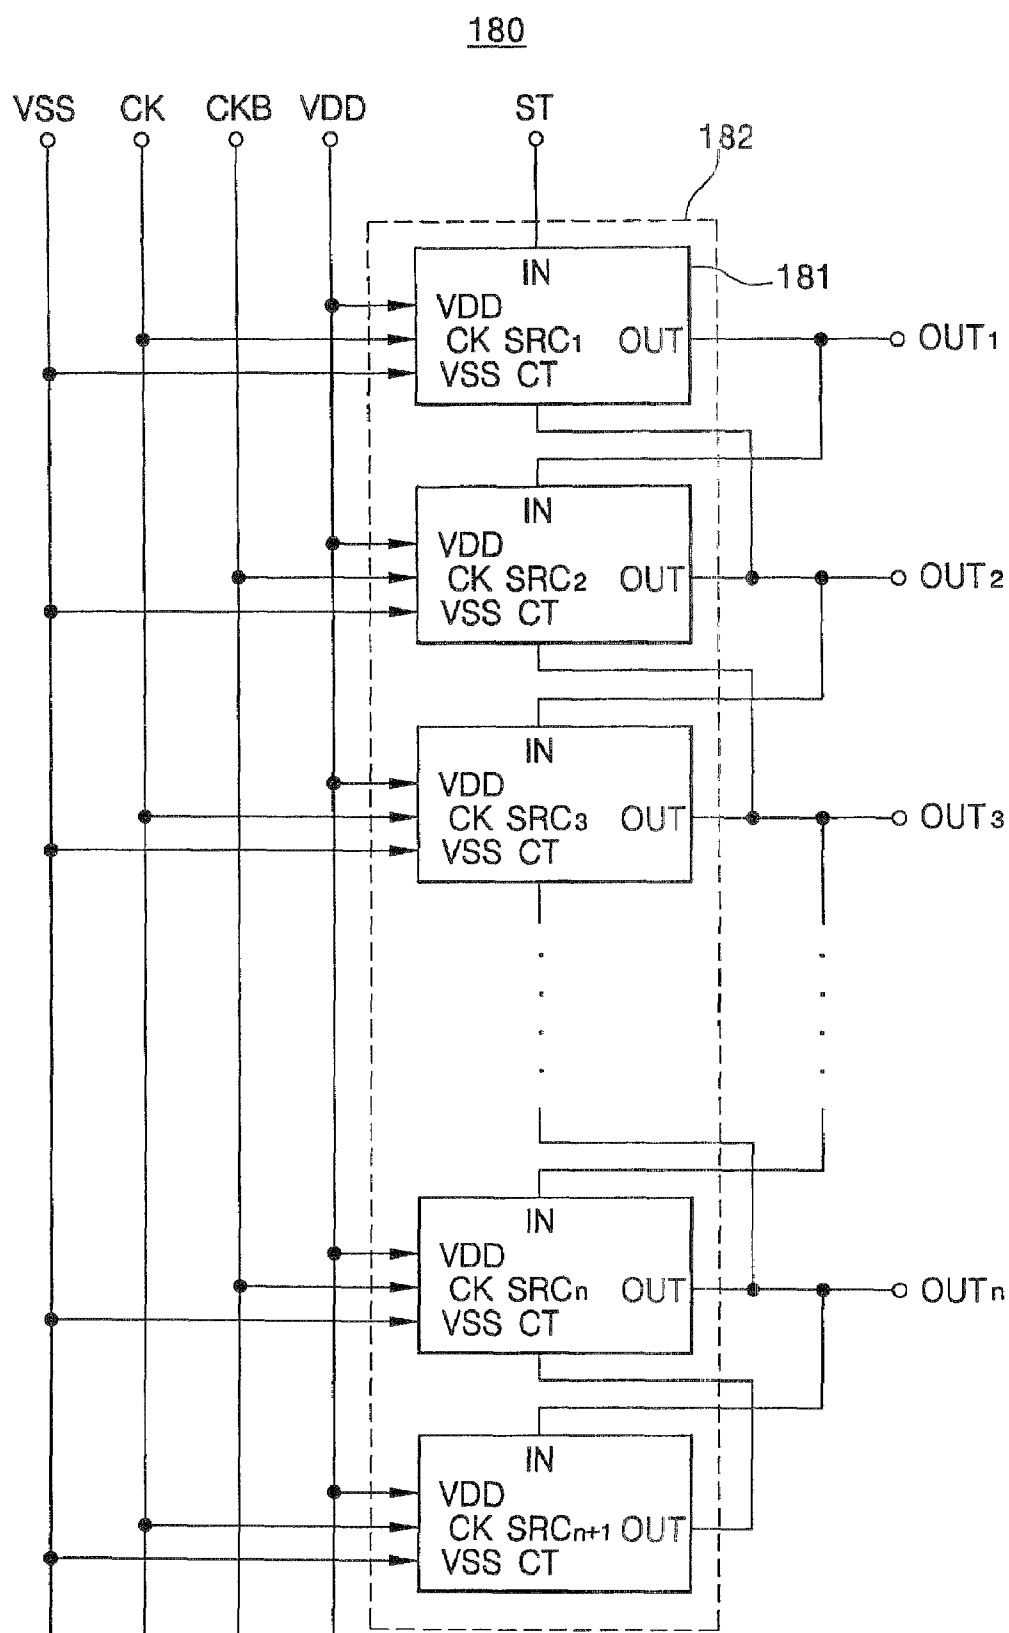 180
VSS CK CKB VDD ST
182
IN
181
VDD
CK SRC1 OUT OUT1
VSS CT
IN
VDD
CK SRC2 OUT OUT2
VSS CT
IN
VDD
CK SRC3 OUT OUT3
VSS CT
IN
VDD
CK SRCn OUT OUTn
VSS CT
IN
VDD
CK SRCn+1 OUT
VSS CT